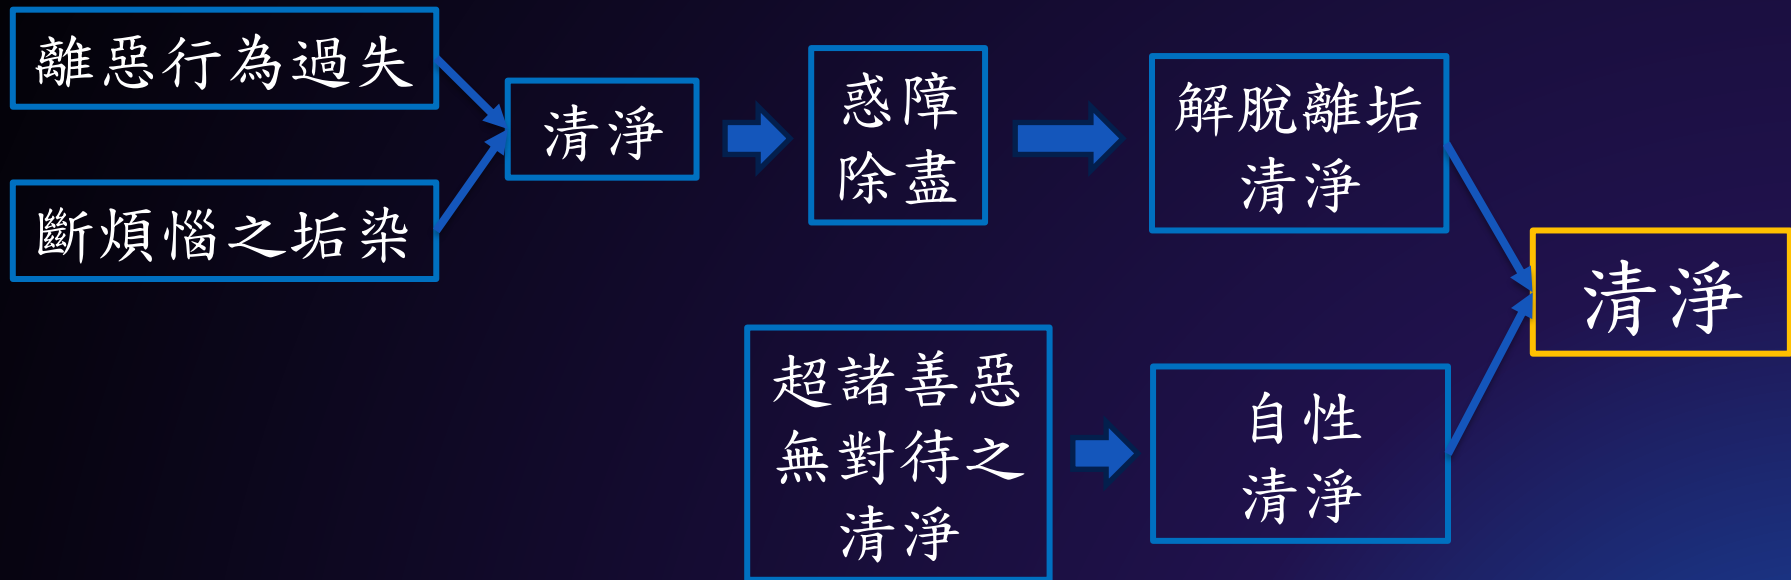 離惡行為過失
斷煩惱之垢染
清淨
惑障
除盡
解脫離垢
清淨
超諸善惡
無對待之
清淨
自性
清淨
清淨